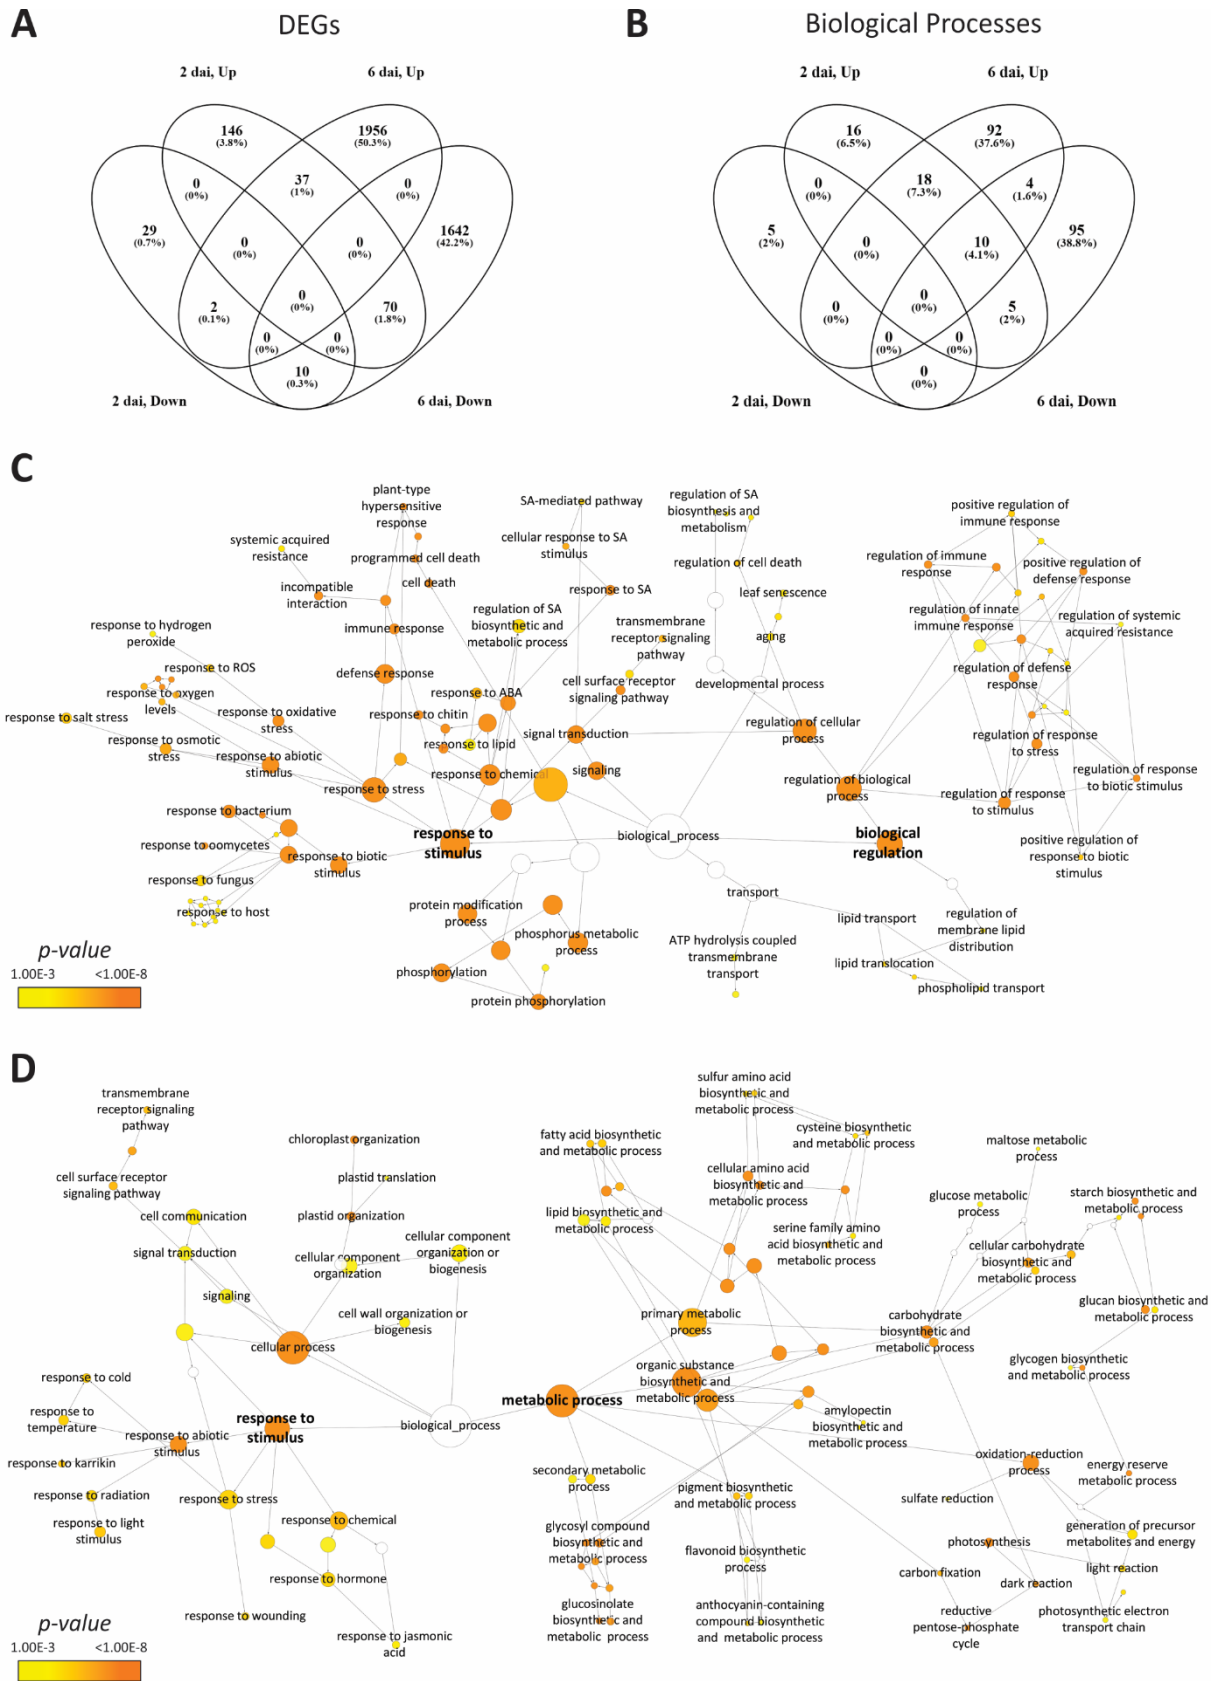 A
DEGs
2 dai, Up
6 dai, Up
146
(3.8%)
1956
(50.3%)
0
(0%)
37
(1%)
0
(0%)
29
(0.7%)
0
(0%)
0
(0%)
1642
(42.2%)
2
(0.1%)
0
(0%)
70
(1.8%)
0
(0%)
0
(0%)
10
(0.3%)
2 dai, Down
6 dai, Down
B
Biological Processes
2 dai, Up
6 dai, Up
16
(6.5%)
92
(37.6%)
0
(0%)
18
(7.3%)
4
(1.6%)
5
(2%)
0
(0%)
10
(4.1%)
95
(38.8%)
0
(0%)
0
(0%)
5
(2%)
0
(0%)
0
(0%)
0
(0%)
2 dai, Down
6 dai, Down
C
plant-type
hypersensitive
response
systemic acquired
resistance
programmed cell death
incompatible
interaction
cell death
immune response
SA-mediated pathway
cellular response to SA
stimulus
response to SA
regulation of SA
biosynthetic and
metabolic process
transmembrane
receptor signaling
pathway
cell surface receptor
signaling pathway
regulation of SA
biosynthesis and
metabolism
regulation of cell death
leaf senescence
aging
developmental process
positive regulation of
immune response
regulation of immune
response
positive regulation of
defense response
regulation of innate
immune response
regulation of systemic
acquired resistance
regulation of defense
response
regulation of response
to stress
regulation of response
to biotic stimulus
regulation of response
to stimulus
positive regulation of
response to biotic
stimulus
response to hydrogen
peroxide
response to ROS
response to oxygen
levels
response to salt stress
response to oxidative
stress
response to osmotic
stress
response to abiotic
stimulus
defense response
response to ABA
response to chitin
response to lipid
response to chemical
response to stress
signal transduction
signaling
regulation of cellular
process
regulation of biological
process
response to bacterium
response to oomycetes
response to biotic
stimulus
response to fungus
response to host
response to
stimulus
biological_process
biological
regulation
protein modification
process
phosphorus metabolic
process
phosphorylation
protein phosphorylation
transport
ATP hydrolysis coupled
transmembrane
transport
lipid transport
regulation of
membrane lipid
distribution
lipid translocation
phospholipid transport
p-value
1.00E-3
<1.00E-8
D
transmembrane
receptor signaling
pathway
cell surface receptor
signaling pathway
cell communication
signal transduction
signaling
chloroplast organization
plastid translation
plastid organization
cellular component
organization
cellular component
organization or
biogenesis
cell wall organization or
biogenesis
cellular process
sulfur amino acid
biosynthetic and
metabolic process
fatty acid biosynthetic
and metabolic process
cysteine biosynthetic
and metabolic process
cellular amino acid
biosynthetic and
metabolic process
lipid biosynthetic and
metabolic process
serine family amino
acid biosynthetic and
metabolic process
maltose metabolic
process
glucose metabolic
process
starch biosynthetic and
metabolic process
cellular carbohydrate
biosynthetic and
metabolic process
glucan biosynthetic and
metabolic process
primary metabolic
process
carbohydrate
biosynthetic and
metabolic process
glycogen biosynthetic
and metabolic process
organic substance
biosynthetic and
metabolic process
amylopectin
biosynthetic and
metabolic process
response to cold
response to
temperature
response to abiotic
stimulus
response to karrikin
response to radiation
response to light
stimulus
response to
stimulus
biological_process
metabolic process
response to stress
response to chemical
response to hormone
response to wounding
response to jasmonic
acid
secondary metabolic
process
pigment biosynthetic
and metabolic process
glycosyl compound
biosynthetic and
metabolic process
flavonoid biosynthetic
process
glucosinolate
biosynthetic and
metabolic process
anthocyanin-containing
compound biosynthetic
and metabolic process
oxidation-reduction
process
energy reserve
metabolic process
sulfate reduction
generation of precursor
metabolites and energy
photosynthesis
light reaction
carbon fixation
dark reaction
reductive
pentose-phosphate
cycle
photosynthetic electron
transport chain
p-value
1.00E-3
<1.00E-8